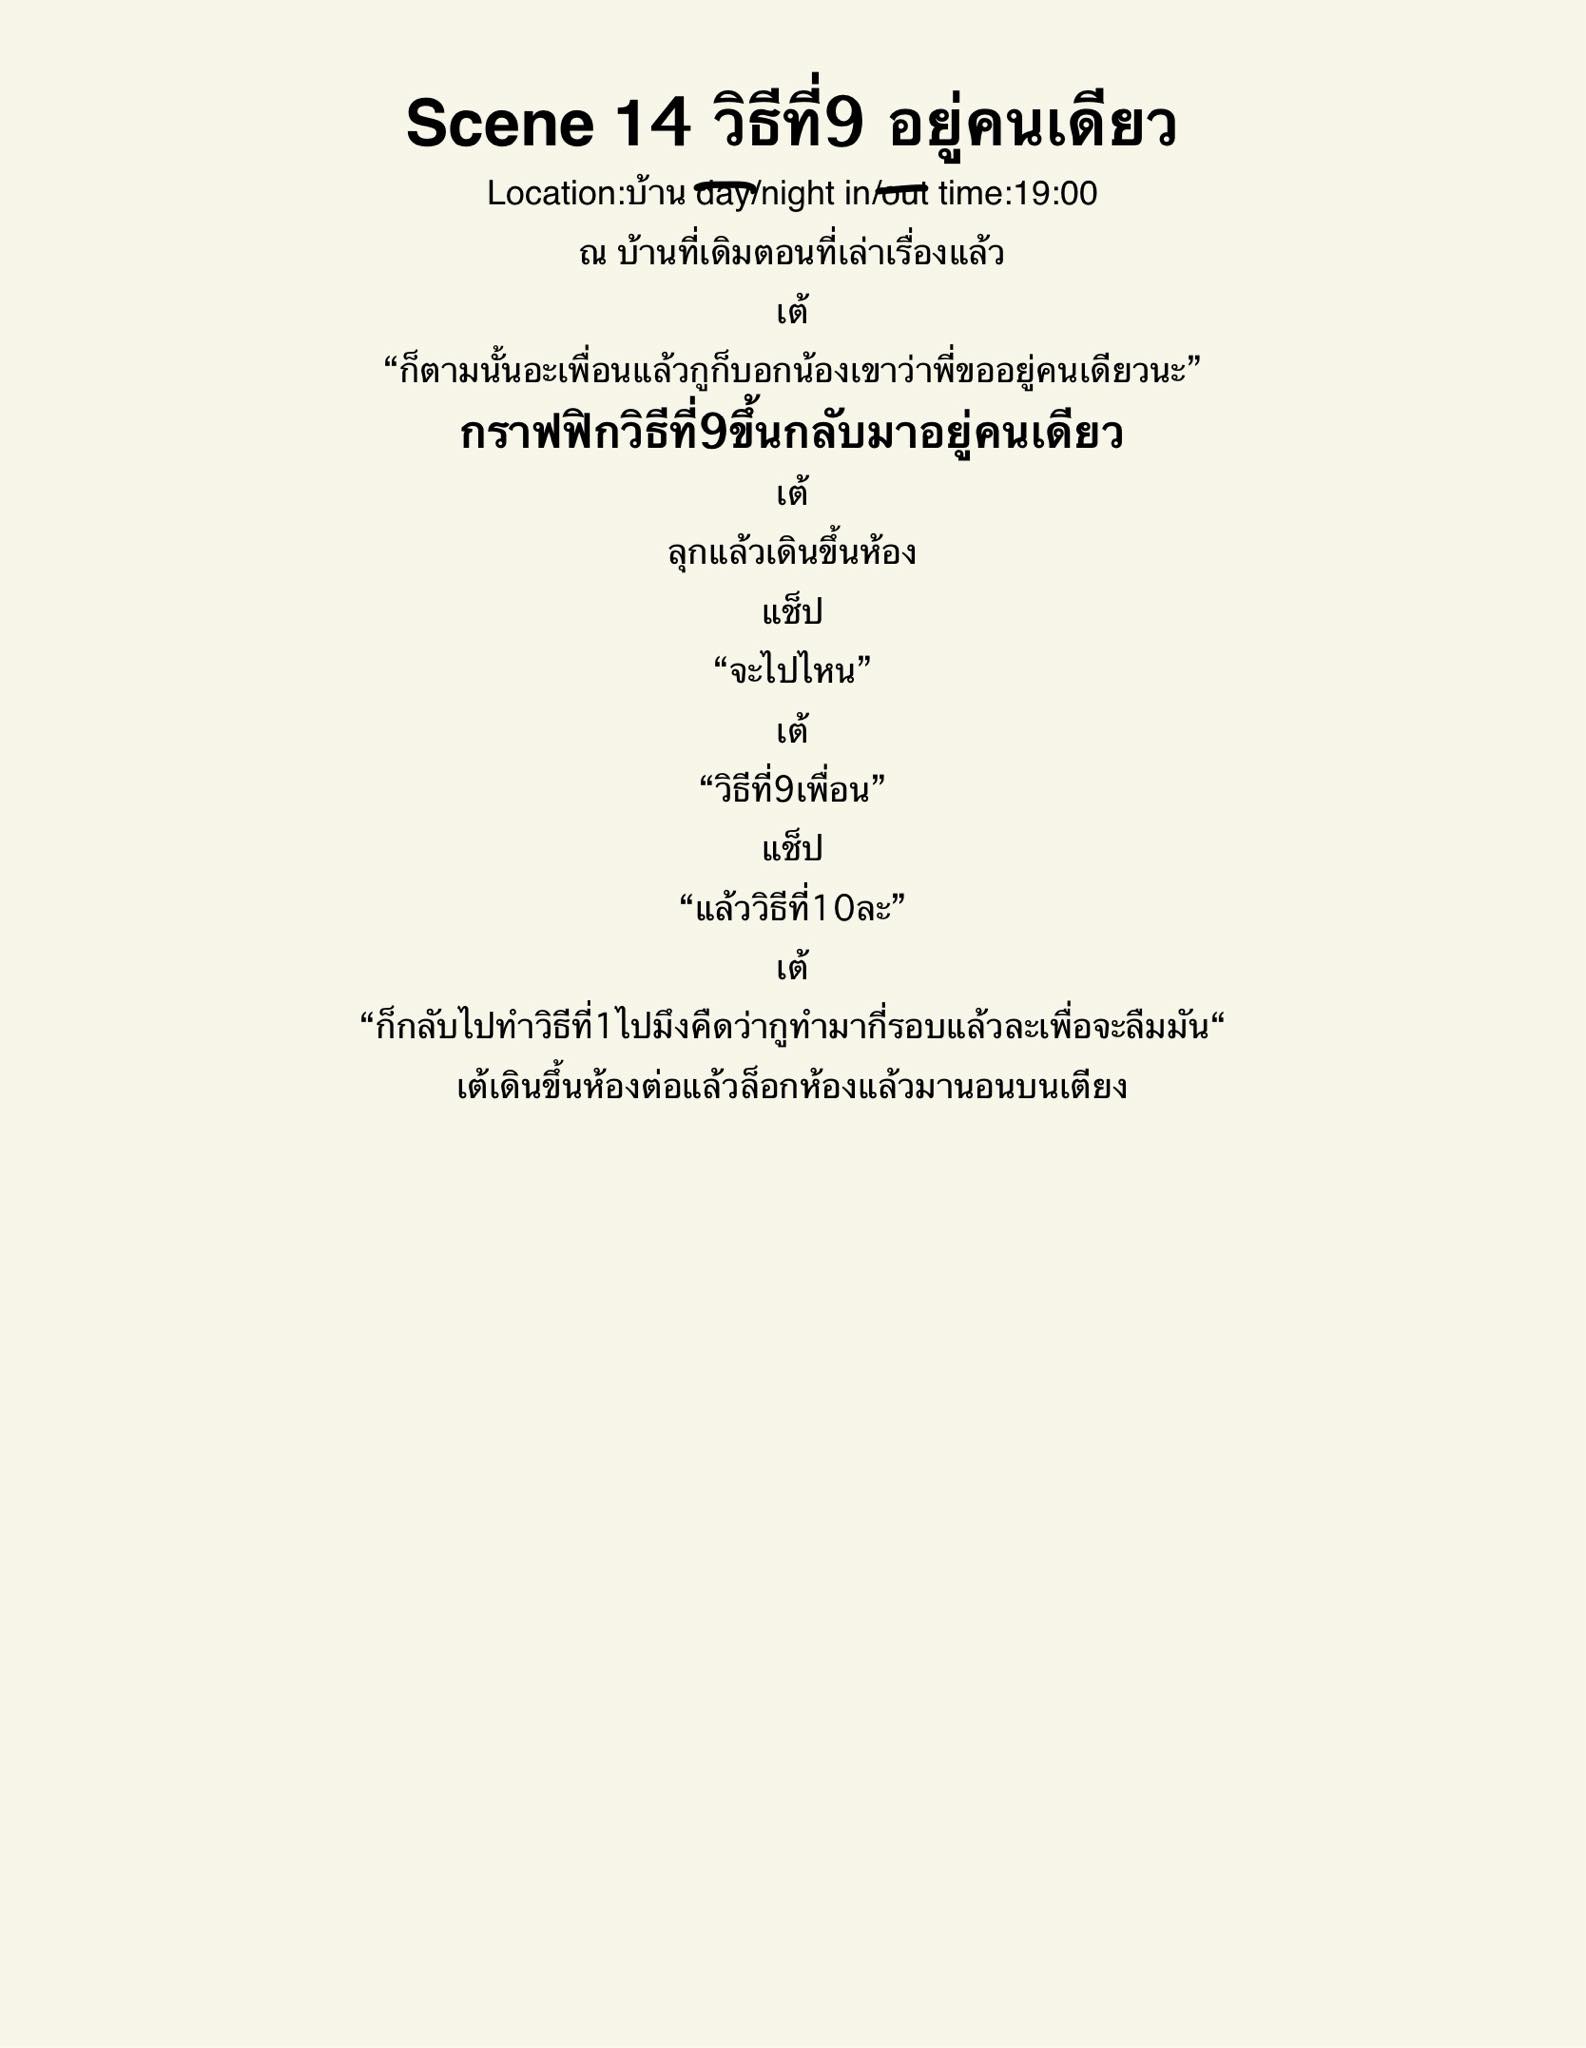 Scene 14 วิธีที่9 อยู่คนเดียว
Location:บ้าน day/night in/out time:19:00
ณ บ้านที่เดิมตอนที่เล่าเรื่องแล้ว
เต้
“ก็ตามนั้นอะเพื่อนแล้วกูก็บอกน้องเขาว่าพี่ขออยู่คนเดียวนะ”
กราฟฟิกวิธีที่9ขึ้นกลับมาอยู่คนเดียว
เต้
ลุกแล้วเดินขึ้นห้อง
แช็ป
“จะไปไหน”
เต้
“วิธีที่9เพื่อน”
แช็ป
“แล้ววิธีที่10ละ”
เต้
“ก็กลับไปทำวิธีที่1ไปมึงคืดว่ากูทำมากี่รอบแล้วละเพื่อจะลืมมัน“
เต้เดินขึ้นห้องต่อแล้วล็อกห้องแล้วมานอนบนเตียง